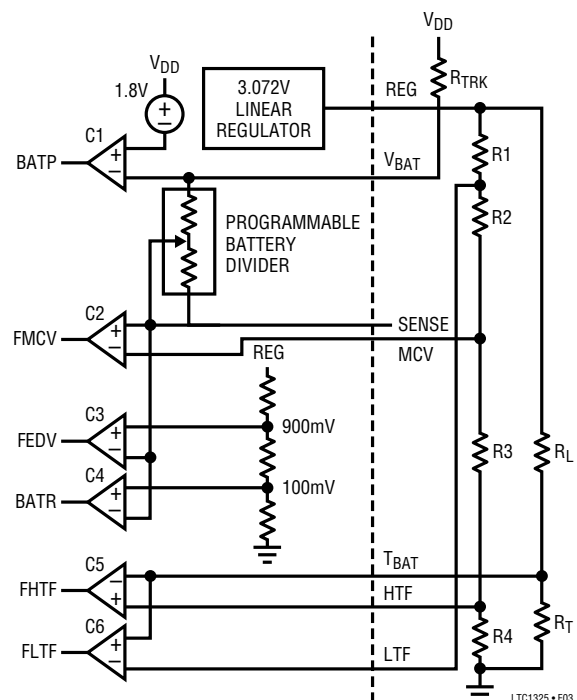 VDD
VDD
1.8V
+
−
3.072V
LINEAR
REGULATOR
REG
RTRK
C1
BATP
+
−
VBAT
R1
R2
PROGRAMMABLE
BATTERY
DIVIDER
C2
FMCV
+
−
SENSE
MCV
REG
C3
FEDV
+
−
900mV
R3
RL
C4
BATR
+
−
100mV
C5
FHTF
−
+
TBAT
HTF
C6
FLTF
+
−
LTF
R4
RT
LTC1325 • F03